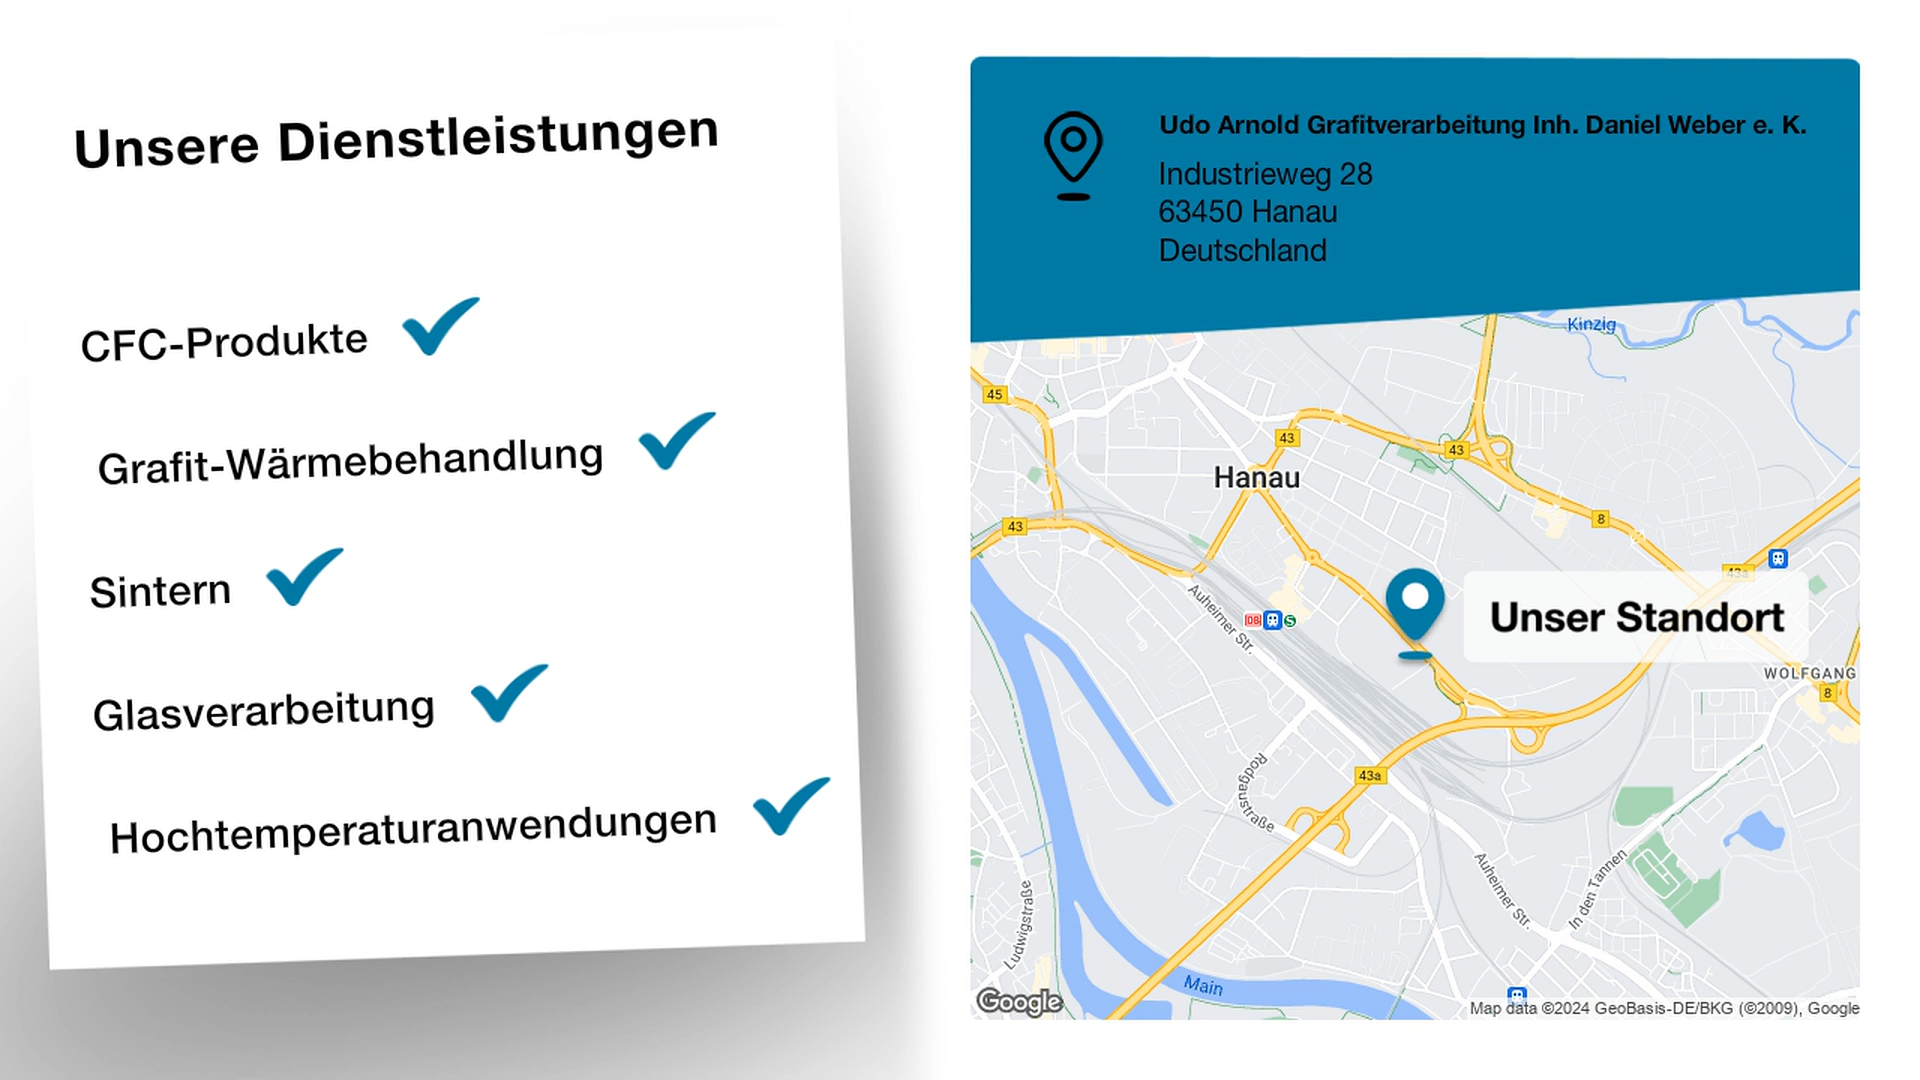 Unsere Dienstleistungen
CFC-Produkte
Grafit-Wärmebehandlung
Sintern
Glasverarbeitung
Hochtemperaturanwendungen
Udo Arnold Grafitverarbeitung Inh. Daniel Weber e. K.
Industrieweg 28
63450 Hanau
Deutschland
Kinzig
45
43
43
Hanau
43
8
43a
Unser Standort
Auheimer Str.
DB
S
WOLFGANG
8
Rodgaustraße
43a
Auheimer Str.
In den Tannen
Ludwigstraße
Main
Google
Map data ©2024 GeoBasis-DE/BKG (©2009), Google